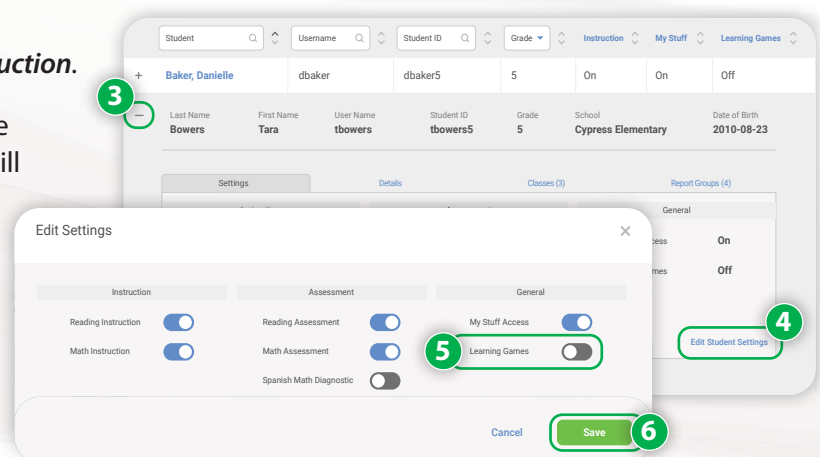 uction.
e
ill
Student Username Student ID Grade Instruction My Stuff Learning Games
+ Baker, Danielle dbaker dbaker5 5 On On Off
3
−
Last Name First Name User Name Student ID Grade School Date of Birth
Bowers Tara tbowers tbowers5 5 Cypress Elementary 2010-08-23
Settings Details Classes (3) Report Groups (4)
General
cess On
mes Off
4
Edit Student Settings
Edit Settings ×
Instruction Assessment General
Reading Instruction Reading Assessment My Stuff Access
Math Instruction Math Assessment 5 Learning Games
Spanish Math Diagnostic
Cancel Save 6